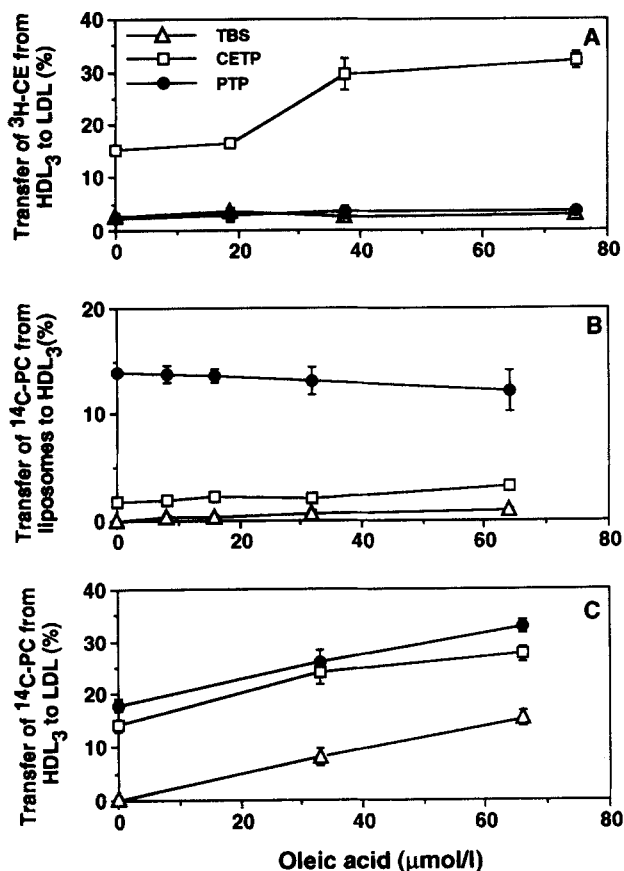 Transfer of ³H-CE from
HDL₃ to LDL (%)
40
30
20
10
0
TBS
CETP
PTP
A
0
20
40
60
80
Transfer of ¹⁴C-PC from
liposomes to HDL₃(%)
20
10
0
B
0
20
40
60
80
Transfer of ¹⁴C-PC from
HDL₃ to LDL (%)
40
30
20
10
0
C
0
20
40
60
80
Oleic acid (μmol/l)